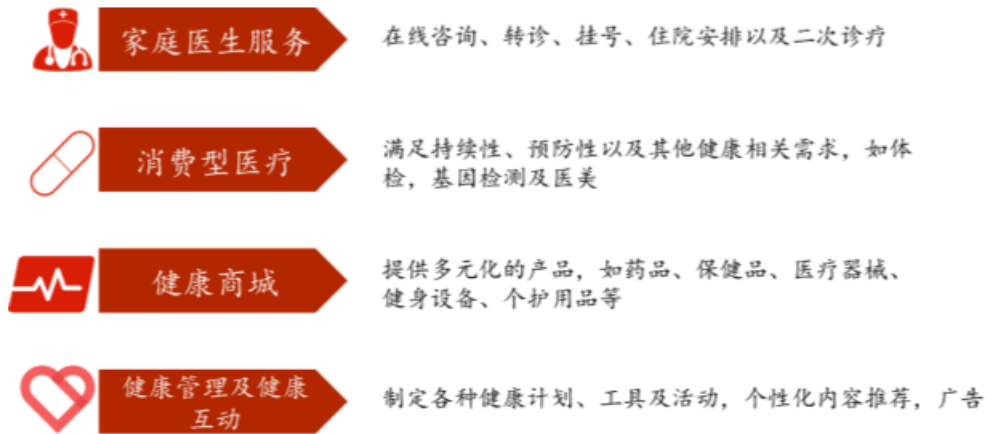 家庭医生服务
在线咨询、转诊、挂号、住院安排以及二次诊疗
消费型医疗
满足持续性、预防性以及其他健康相关需求，如体
检，基因检测及医美
健康商城
提供多元化的产品，如药品、保健品、医疗器械、
健身设备、个护用品等
健康管理及健康
互动
制定各种健康计划、工具及活动，个性化内容推荐，广告